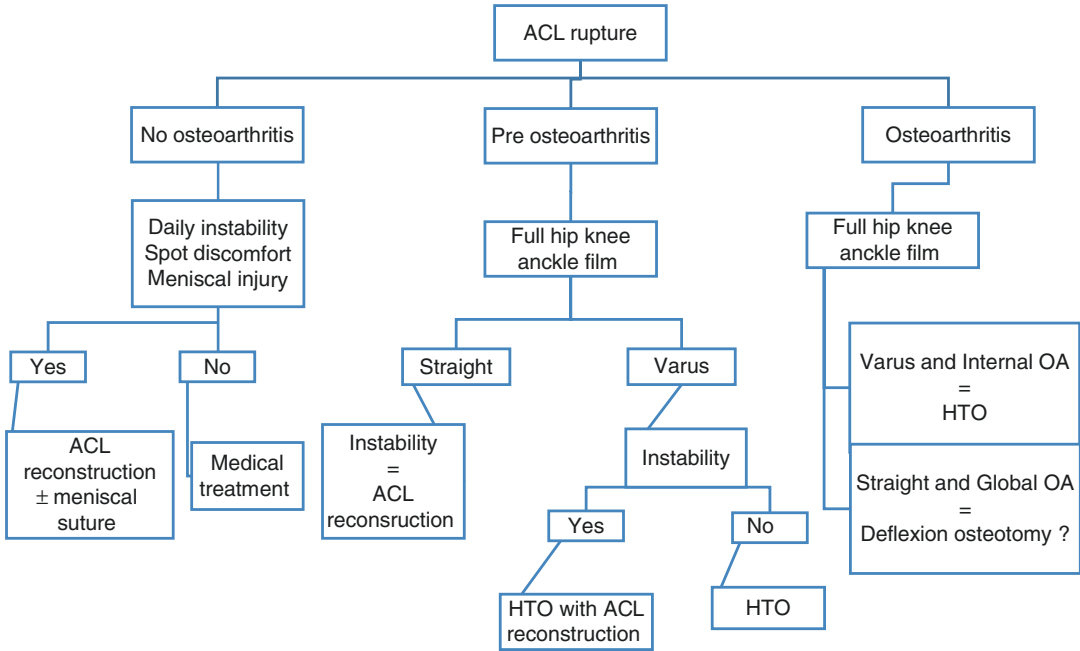 ACL rupture
No osteoarthritis
Pre osteoarthritis
Osteoarthritis
Daily instability
Spot discomfort
Meniscal injury
Full hip knee
anckle film
Full hip knee
anckle film
Yes
No
Straight
Varus
Varus and Internal OA
=
HTO
ACL
reconstruction
± meniscal
suture
Medical
treatment
Instability
=
ACL
reconsruction
Instability
Straight and Global OA
=
Deflexion osteotomy ?
Yes
No
HTO with ACL
reconstruction
HTO